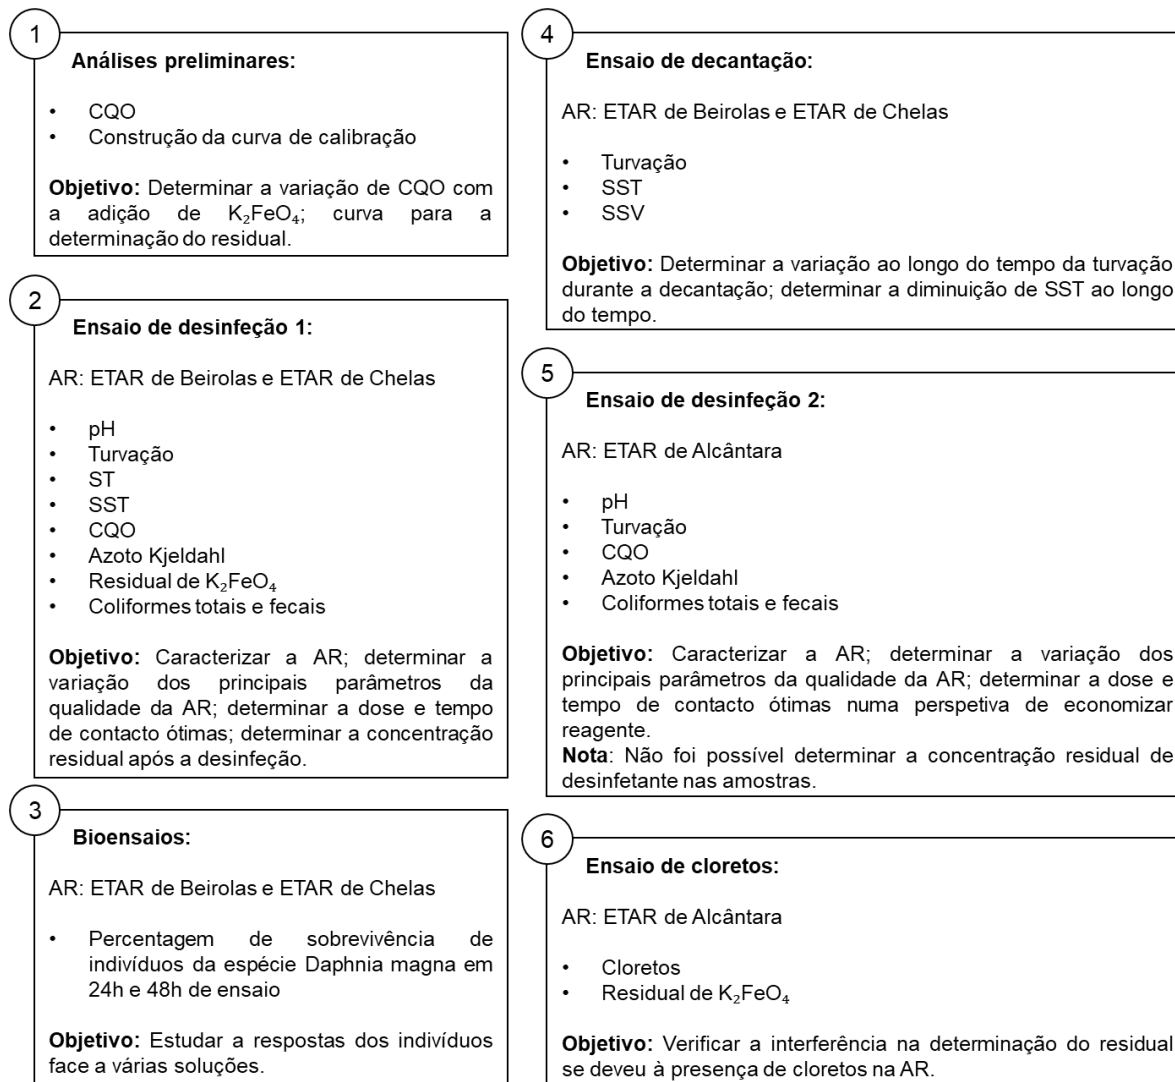 1
Análises preliminares:
• CQO
• Construção da curva de calibração
Objetivo: Determinar a variação de CQO com
a adição de K₂FeO₄; curva para a
determinação do residual.
2
Ensaio de desinfeção 1:
AR: ETAR de Beirolas e ETAR de Chelas
• pH
• Turvação
• ST
• SST
• CQO
• Azoto Kjeldahl
• Residual de K₂FeO₄
• Coliformes totais e fecais
Objetivo: Caracterizar a AR; determinar a
variação dos principais parâmetros da
qualidade da AR; determinar a dose e tempo
de contacto ótimas; determinar a concentração
residual após a desinfeção.
3
Bioensaios:
AR: ETAR de Beirolas e ETAR de Chelas
• Percentagem de sobrevivência de
indivíduos da espécie Daphnia magna em
24h e 48h de ensaio
Objetivo: Estudar a respostas dos indivíduos
face a várias soluções.
4
Ensaio de decantação:
AR: ETAR de Beirolas e ETAR de Chelas
• Turvação
• SST
• SSV
Objetivo: Determinar a variação ao longo do tempo da turvação
durante a decantação; determinar a diminuição de SST ao longo
do tempo.
5
Ensaio de desinfeção 2:
AR: ETAR de Alcântara
• pH
• Turvação
• CQO
• Azoto Kjeldahl
• Coliformes totais e fecais
Objetivo: Caracterizar a AR; determinar a variação dos
principais parâmetros da qualidade da AR; determinar a dose e
tempo de contacto ótimas numa perspetiva de economizar
reagente.
Nota: Não foi possível determinar a concentração residual de
desinfetante nas amostras.
6
Ensaio de cloretos:
AR: ETAR de Alcântara
• Cloretos
• Residual de K₂FeO₄
Objetivo: Verificar a interferência na determinação do residual
se deveu à presença de cloretos na AR.